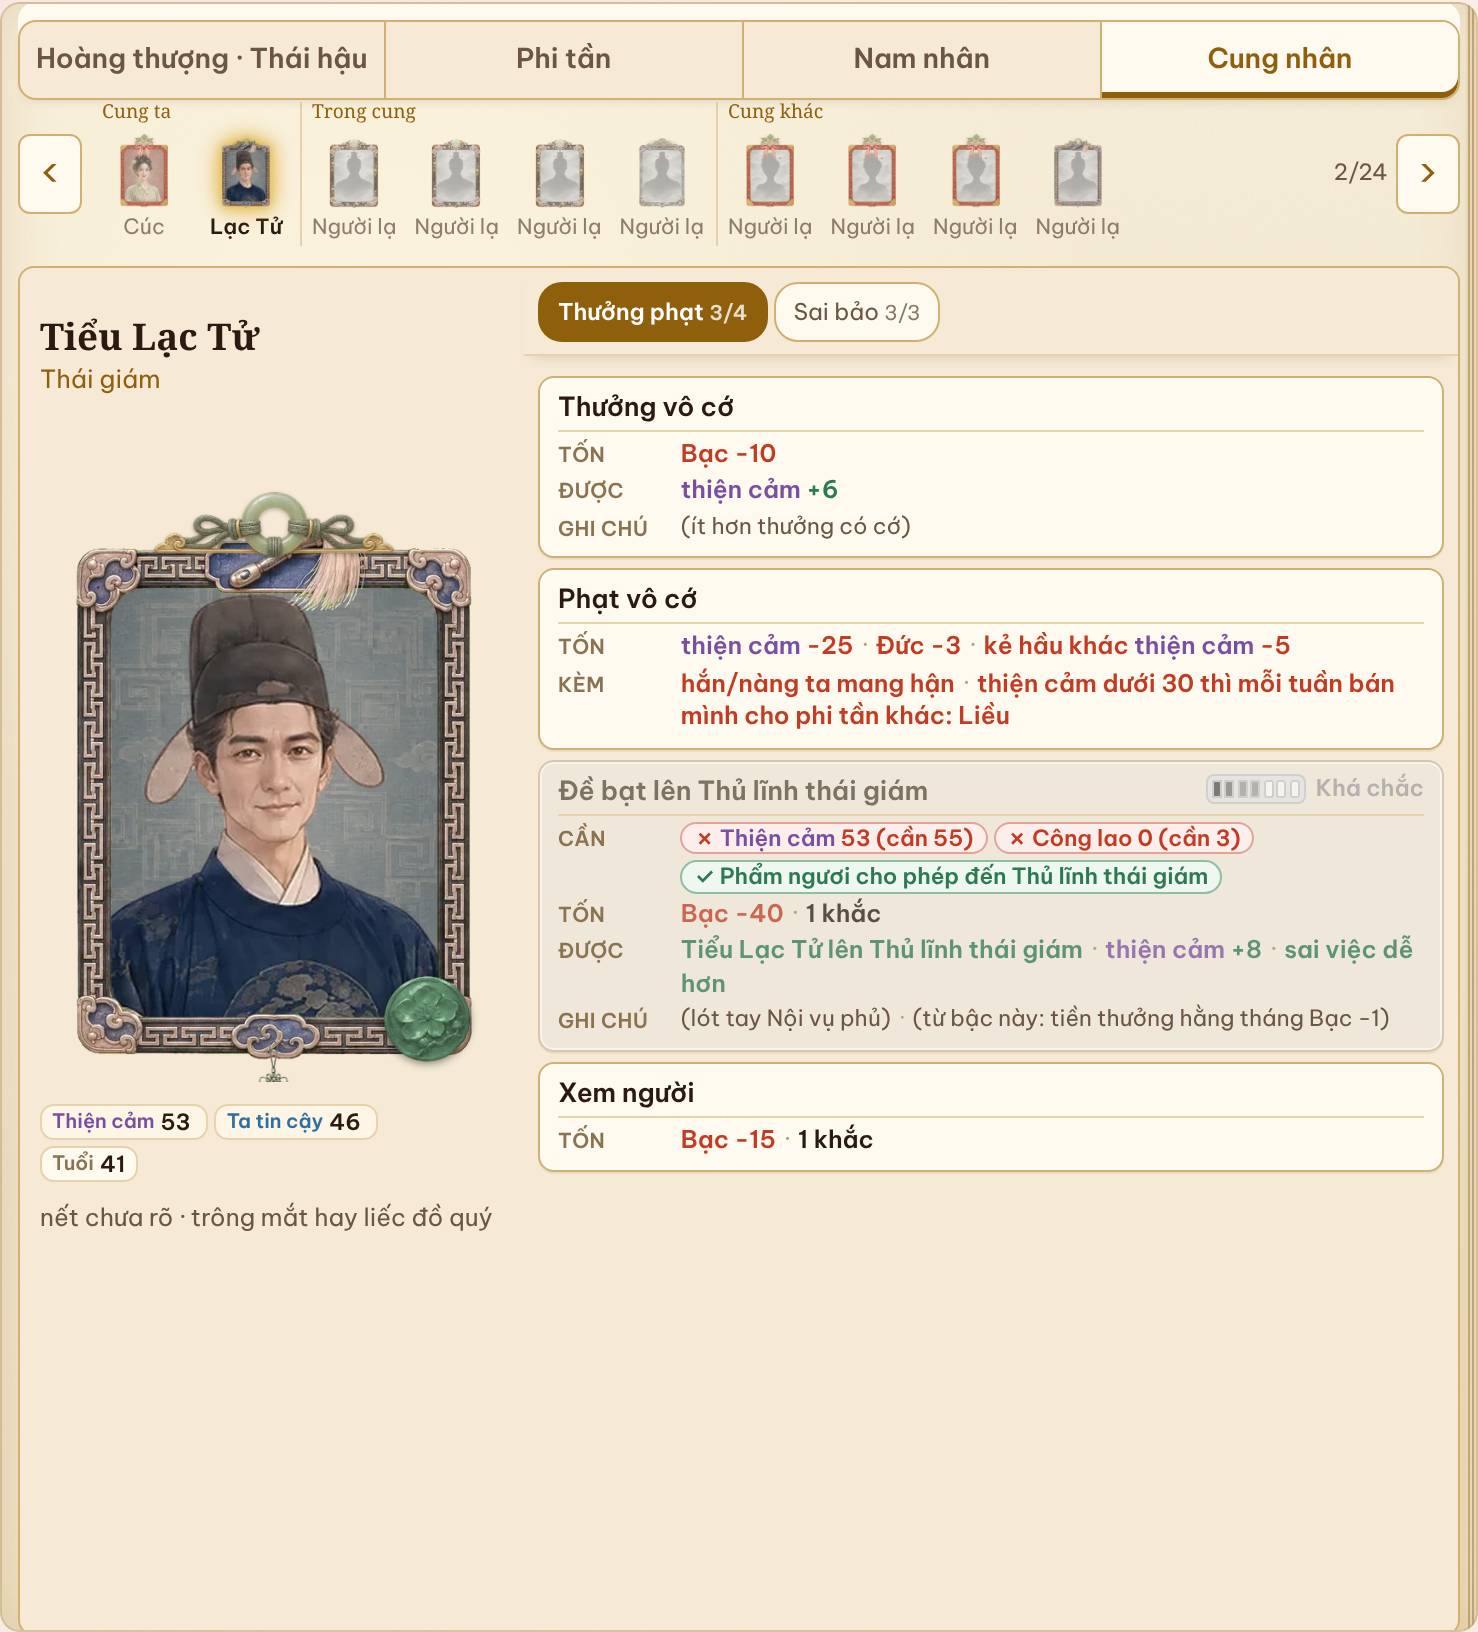 Hoàng thượng · Thái hậu
Phi tần
Nam nhân
Cung nhân
Cung ta
Trong cung
Cung khác
Cúc
Lạc Tử
Người lạ
Người lạ
Người lạ
Người lạ
Người lạ
Người lạ
Người lạ
Người lạ
2/24
Tiểu Lạc Tử
Thái giám
Thiện cảm 53
Ta tin cậy 46
Tuổi 41
nết chưa rõ · trông mắt hay liếc đồ quý
Thưởng phạt 3/4
Sai bảo 3/3
Thưởng vô cớ
TỐN Bạc -10
ĐƯỢC thiện cảm +6
GHI CHÚ (ít hơn thưởng có cớ)
Phạt vô cớ
TỐN thiện cảm -25 · Đức -3 · kẻ hầu khác thiện cảm -5
KÈM hắn/nàng ta mang hận · thiện cảm dưới 30 thì mỗi tuần bán
mình cho phi tần khác: Liều
Đề bạt lên Thủ lĩnh thái giám Khá chắc
CẦN × Thiện cảm 53 (cần 55) × Công lao 0 (cần 3)
✓ Phẩm ngươi cho phép đến Thủ lĩnh thái giám
TỐN Bạc -40 · 1 khắc
ĐƯỢC Tiểu Lạc Tử lên Thủ lĩnh thái giám · thiện cảm +8 · sai việc dễ
hơn
GHI CHÚ (lót tay Nội vụ phủ) · (từ bậc này: tiền thưởng hằng tháng Bạc -1)
Xem người
TỐN Bạc -15 · 1 khắc